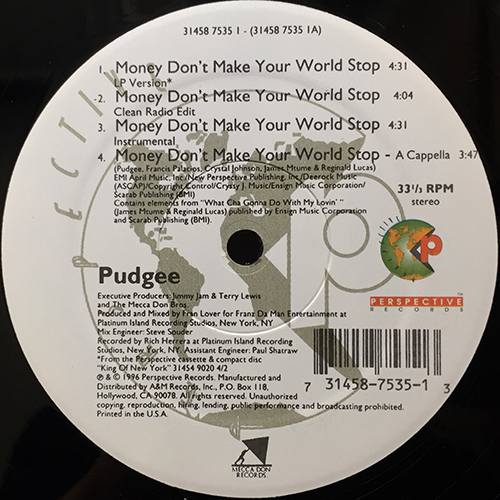 31458 7535 1 - (31458 7535 1A)
1. Money Don't Make Your World Stop 4:31
LP Version*
2. Money Don't Make Your World Stop 4:04
Clean Radio Edit
3. Money Don't Make Your World Stop 4:31
Instrumental
4. Money Don't Make Your World Stop - A Cappella 3:47
(Pudgee, Francis Palacios, Crystal Johnson, James Mtume & Reginald Lucas)
EMI April Music, Inc./New Perspective Publishing, Inc/Deerock Music
(ASCAP)/Copyright Control/Crysy J. Music/Ensign Music Corporation/
Scarab Publishing (BMI)
Contains elements from "What Cha Gonna Do With My Lovin' "
(James Mtume & Reginald Lucas) published by Ensign Music Corporation
and Scarab Publishing (BMI).
33 1/3 RPM
stereo
ECTIVE
KP
PERSPECTIVE
RECORDS
TM
Pudgee
Executive Producers: Jimmy Jam & Terry Lewis
and The Mecca Don Bros.
Produced and Mixed by Fran Lover for Franz Da Man Entertainment at
Platinum Island Recording Studios, New York, NY
Mix Engineer: Steve Souder
Recorded by Rich Herrera at Platinum Island Recording
Studios, New York, NY. Assistant Engineer: Paul Shatraw
*From the Perspective cassette & compact disc
"King Of New York" 31454 9020 4/2
℗ & © 1996 Perspective Records. Manufactured and
Distributed by A&M Records, Inc., P.O. Box 118,
Hollywood, CA 90078. All Rights Reserved. Unauthorized
copying, reproduction, hiring, lending, public performance and broadcasting prohibited.
Printed in the U.S.A.
7 31458-7535-1 3
MECCA DON
RECORDS